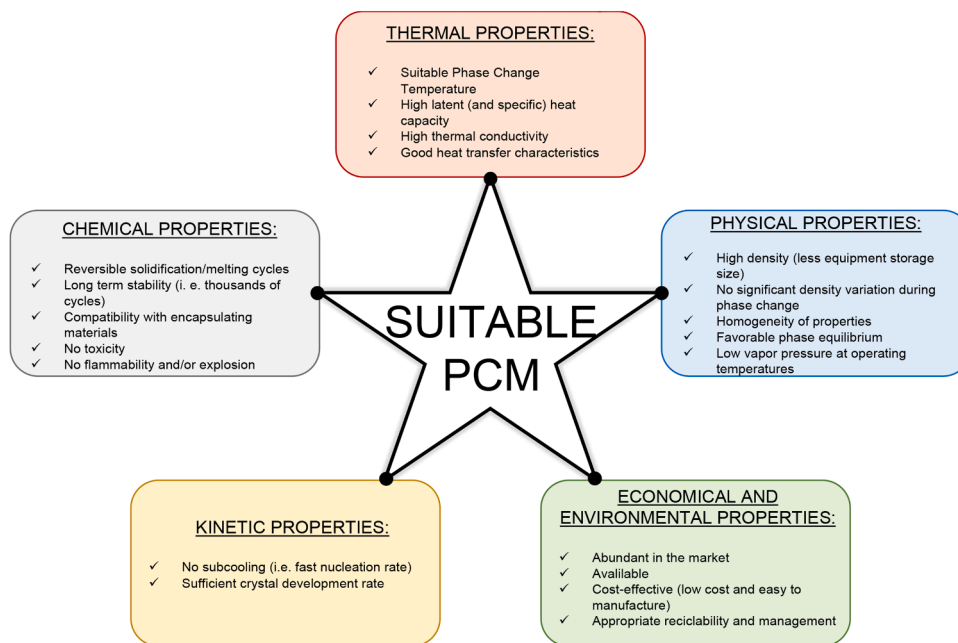 THERMAL PROPERTIES:
✓ Suitable Phase Change
Temperature
✓ High latent (and specific) heat
capacity
✓ High thermal conductivity
✓ Good heat transfer characteristics
CHEMICAL PROPERTIES:
✓ Reversible solidification/melting cycles
✓ Long term stability (i. e. thousands of
cycles)
✓ Compatibility with encapsulating
materials
✓ No toxicity
✓ No flammability and/or explosion
PHYSICAL PROPERTIES:
✓ High density (less equipment storage
size)
✓ No significant density variation during
phase change
✓ Homogeneity of properties
✓ Favorable phase equilibrium
✓ Low vapor pressure at operating
temperatures
SUITABLE
PCM
KINETIC PROPERTIES:
✓ No subcooling (i.e. fast nucleation rate)
✓ Sufficient crystal development rate
ECONOMICAL AND
ENVIRONMENTAL PROPERTIES:
✓ Abundant in the market
✓ Avalilable
✓ Cost-effective (low cost and easy to
manufacture)
✓ Appropriate reciclability and management